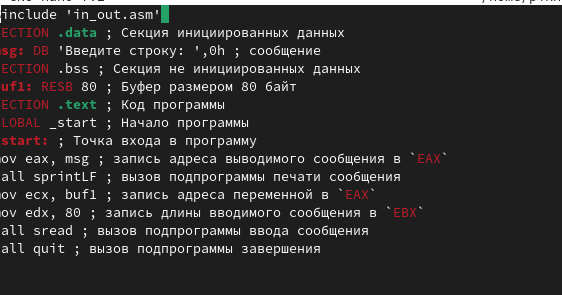 include 'in_out.asm'
ECTION .data ; Секция инициированных данных
sg: DB 'Введите строку: ',0h ; сообщение
ECTION .bss ; Секция не инициированных данных
uf1: RESB 80 ; Буфер размером 80 байт
ECTION .text ; Код программы
LOBAL _start ; Начало программы
start: ; Точка входа в программу
ov eax, msg ; запись адреса выводимого сообщения в `EAX`
all sprintLF ; вызов подпрограммы печати сообщения
ov ecx, buf1 ; запись адреса переменной в `EAX`
ov edx, 80 ; запись длины вводимого сообщения в `EBX`
all sread ; вызов подпрограммы ввода сообщения
all quit ; вызов подпрограммы завершения